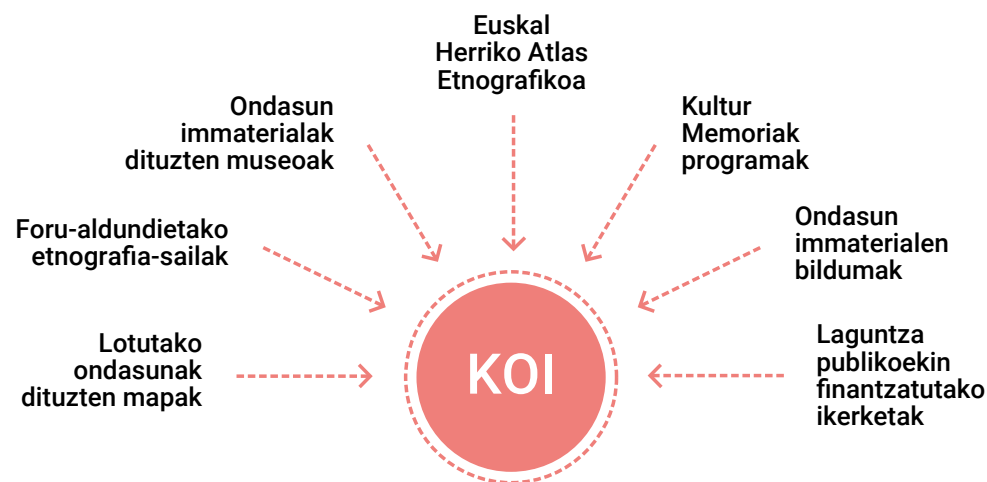 Euskal
Herriko Atlas
Etnografikoa
Ondasun
immaterialak
dituzten museoak
Kultur
Memoriak
programak
Foru-aldundietako
etnografia-sailak
Ondasun
immaterialen
bildumak
Lotutako
ondasunak
dituzten mapak
KOI
Laguntza
publikoekin
finantzatutako
ikerketak